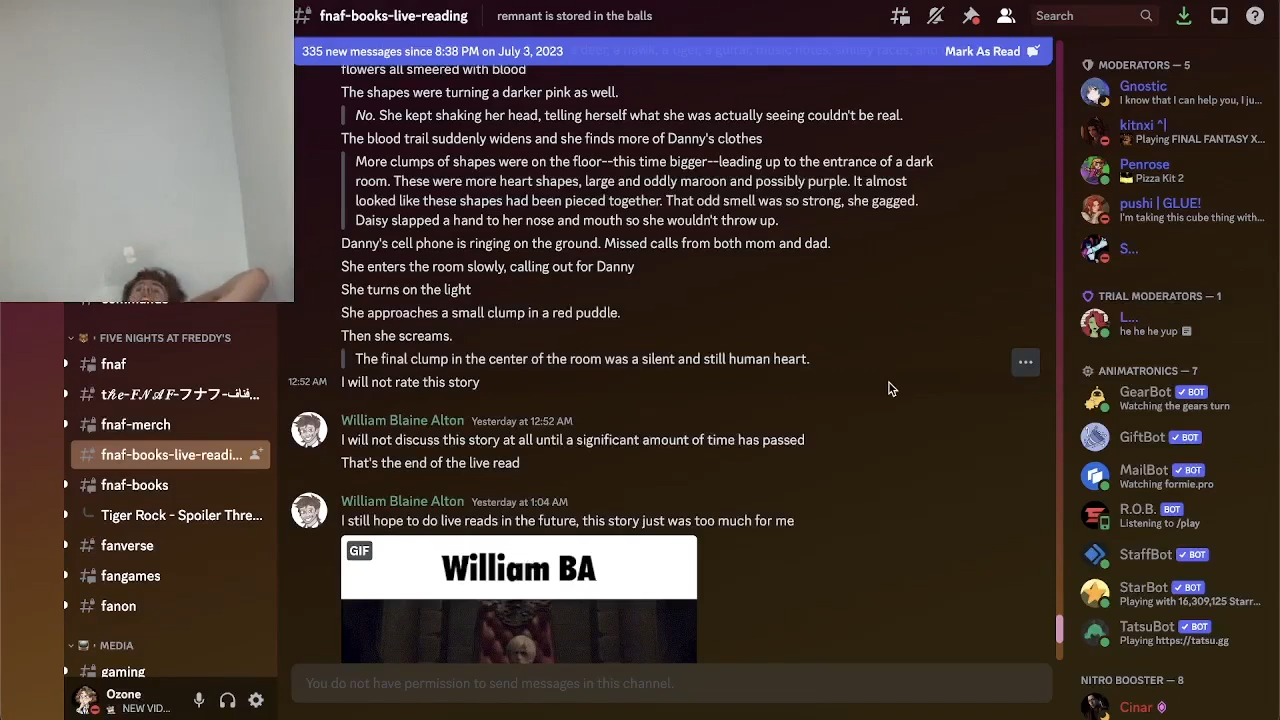 fnaf-books-live-reading
remnant is stored in the balls
Search
335 new messages since 8:38 PM on July 3, 2023
Mark As Read
flowers all smeered with blood
The shapes were turning a darker pink as well.
No. She kept shaking her head, telling herself what she was actually seeing couldn't be real.
The blood trail suddenly widens and she finds more of Danny's clothes
More clumps of shapes were on the floor--this time bigger--leading up to the entrance of a dark
room. These were more heart shapes, large and oddly maroon and possibly purple. It almost
looked like these shapes had been pieced together. That odd smell was so strong, she gagged.
Daisy slapped a hand to her nose and mouth so she wouldn't throw up.
Danny's cell phone is ringing on the ground. Missed calls from both mom and dad.
She enters the room slowly, calling out for Danny
She turns on the light
She approaches a small clump in a red puddle.
Then she screams.
The final clump in the center of the room was a silent and still human heart.
12:52 AM
I will not rate this story
William Blaine Alton Yesterday at 12:52 AM
I will not discuss this story at all until a significant amount of time has passed
That's the end of the live read
William Blaine Alton Yesterday at 1:04 AM
I still hope to do live reads in the future, this story just was too much for me
GIF
William BA
You do not have permission to send messages in this channel.
FIVE NIGHTS AT FREDDY'S
fnaf
fnaf-merch
fnaf-books-live-readi...
fnaf-books
Tiger Rock - Spoiler Thre...
fanverse
fangames
fanon
MEDIA
gaming
Ozone
NEW VID...
MODERATORS — 5
Gnostic
I know that I can help you, I ju...
kitnxi ^|
Playing FINAL FANTASY X...
Penrose
Pizza Kit 2
pushi | GLUE!
I'm taking this cube thing with...
S...
TRIAL MODERATORS — 1
L...
he he he yup
ANIMATRONICS — 7
GearBot BOT
Watching the gears turn
GiftBot BOT
MailBot BOT
Watching formie.pro
R.O.B. BOT
Listening to /play
StaffBot BOT
StarBot BOT
Playing with 16,309,125 Starr...
TatsuBot BOT
Playing https://tatsu.gg
NITRO BOOSTER — 8
Cinar